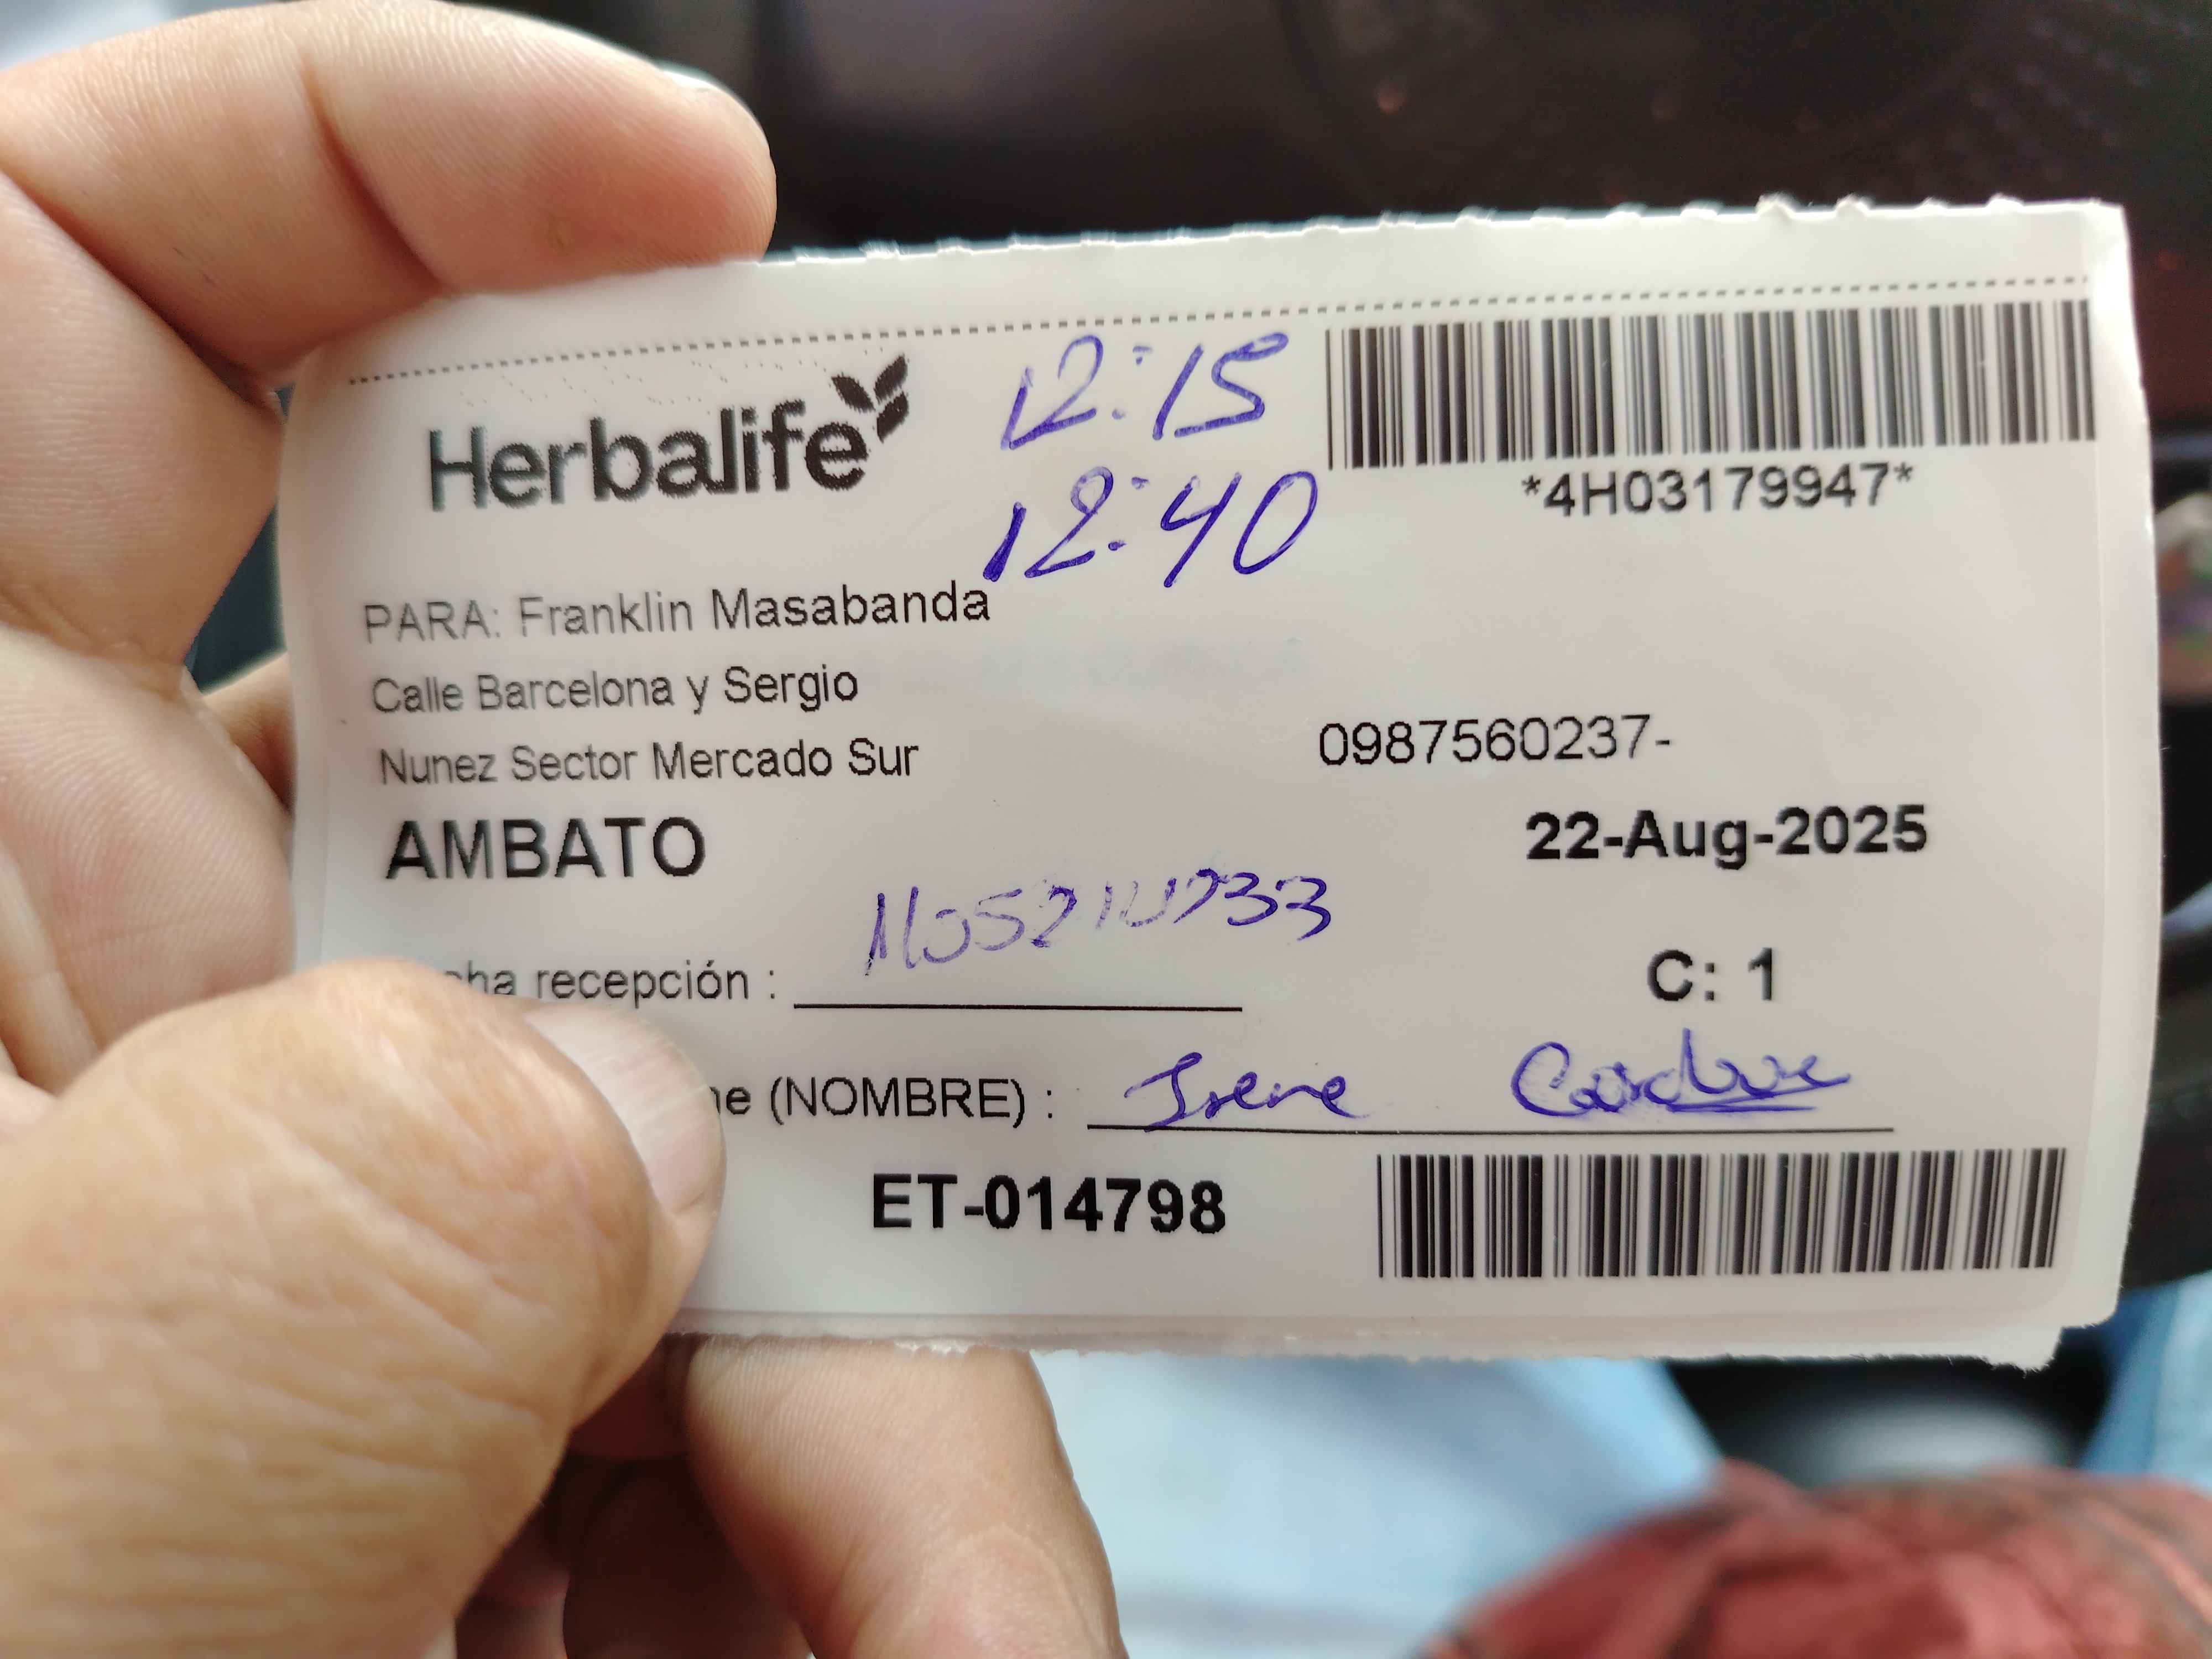 Herbalife
12:15
12:40
*4H03179947*
PARA: Franklin Masabanda
Calle Barcelona y Sergio
Nunez Sector Mercado Sur
0987560237-
AMBATO
22-Aug-2025
recepción :
C: 1
(NOMBRE) : Irene
ET-014798